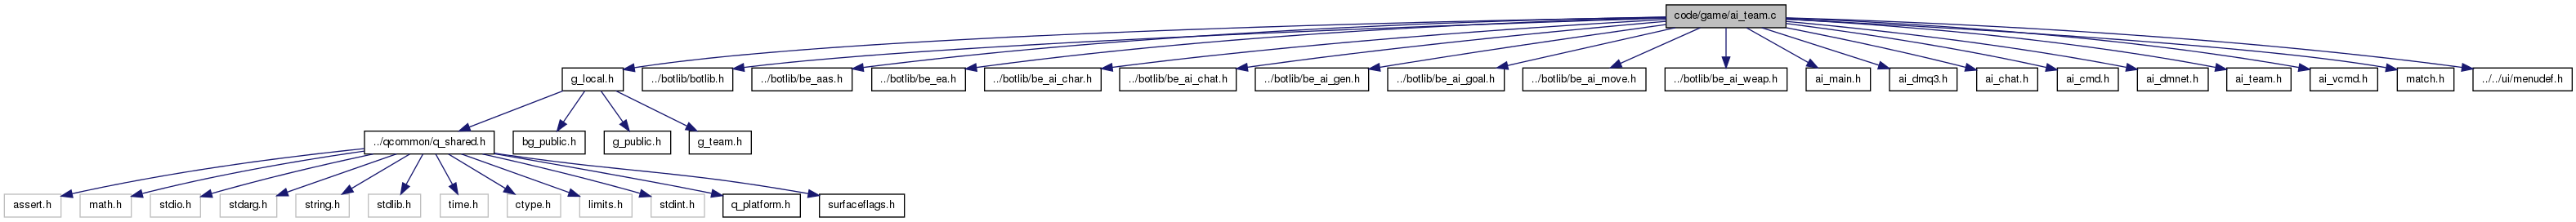 code/game/ai_team.c
g_local.h
../botlib/botlib.h
../botlib/be_aas.h
../botlib/be_ea.h
../botlib/be_ai_char.h
../botlib/be_ai_chat.h
../botlib/be_ai_gen.h
../botlib/be_ai_goal.h
../botlib/be_ai_move.h
../botlib/be_ai_weap.h
ai_main.h
ai_dmq3.h
ai_chat.h
ai_cmd.h
ai_dmnet.h
ai_team.h
ai_vcmd.h
match.h
../../ui/menudef.h
../qcommon/q_shared.h
bg_public.h
g_public.h
g_team.h
assert.h
math.h
stdio.h
stdarg.h
string.h
stdlib.h
time.h
ctype.h
limits.h
stdint.h
q_platform.h
surfaceflags.h